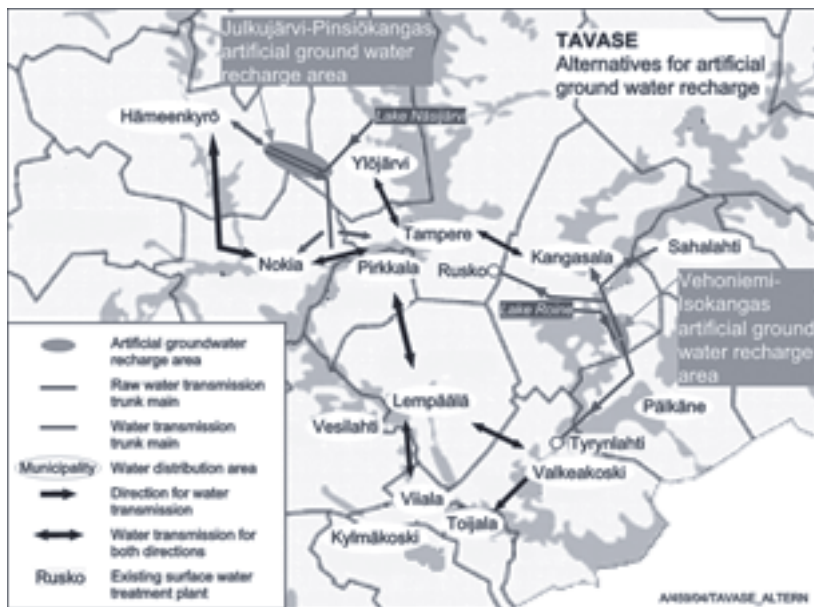 Julkujärvi-Pinsiökangas
artificial ground water
recharge area
TAVASE
Alternatives for artificial
ground water recharge
Hämeenkyrö
Lake Näsijärvi
Ylöjärvi
Tampere
Kangasala
Sahalahti
Nokia
Pirkkala
Rusko
Lake Roine
Vehoniemi-
Isokangas
artificial ground
water recharge
area
Lempäälä
Vesilahti
Pälkäne
Tyrynlahti
Valkeakoski
Viiala
Toijala
Kylmäkoski
Artificial groundwater
recharge area
Raw water transmission
trunk main
Water transmission
trunk main
Municipality
Water distribution area
Direction for water
transmission
Water transmission for
both directions
Rusko
Existing surface water
treatment plant